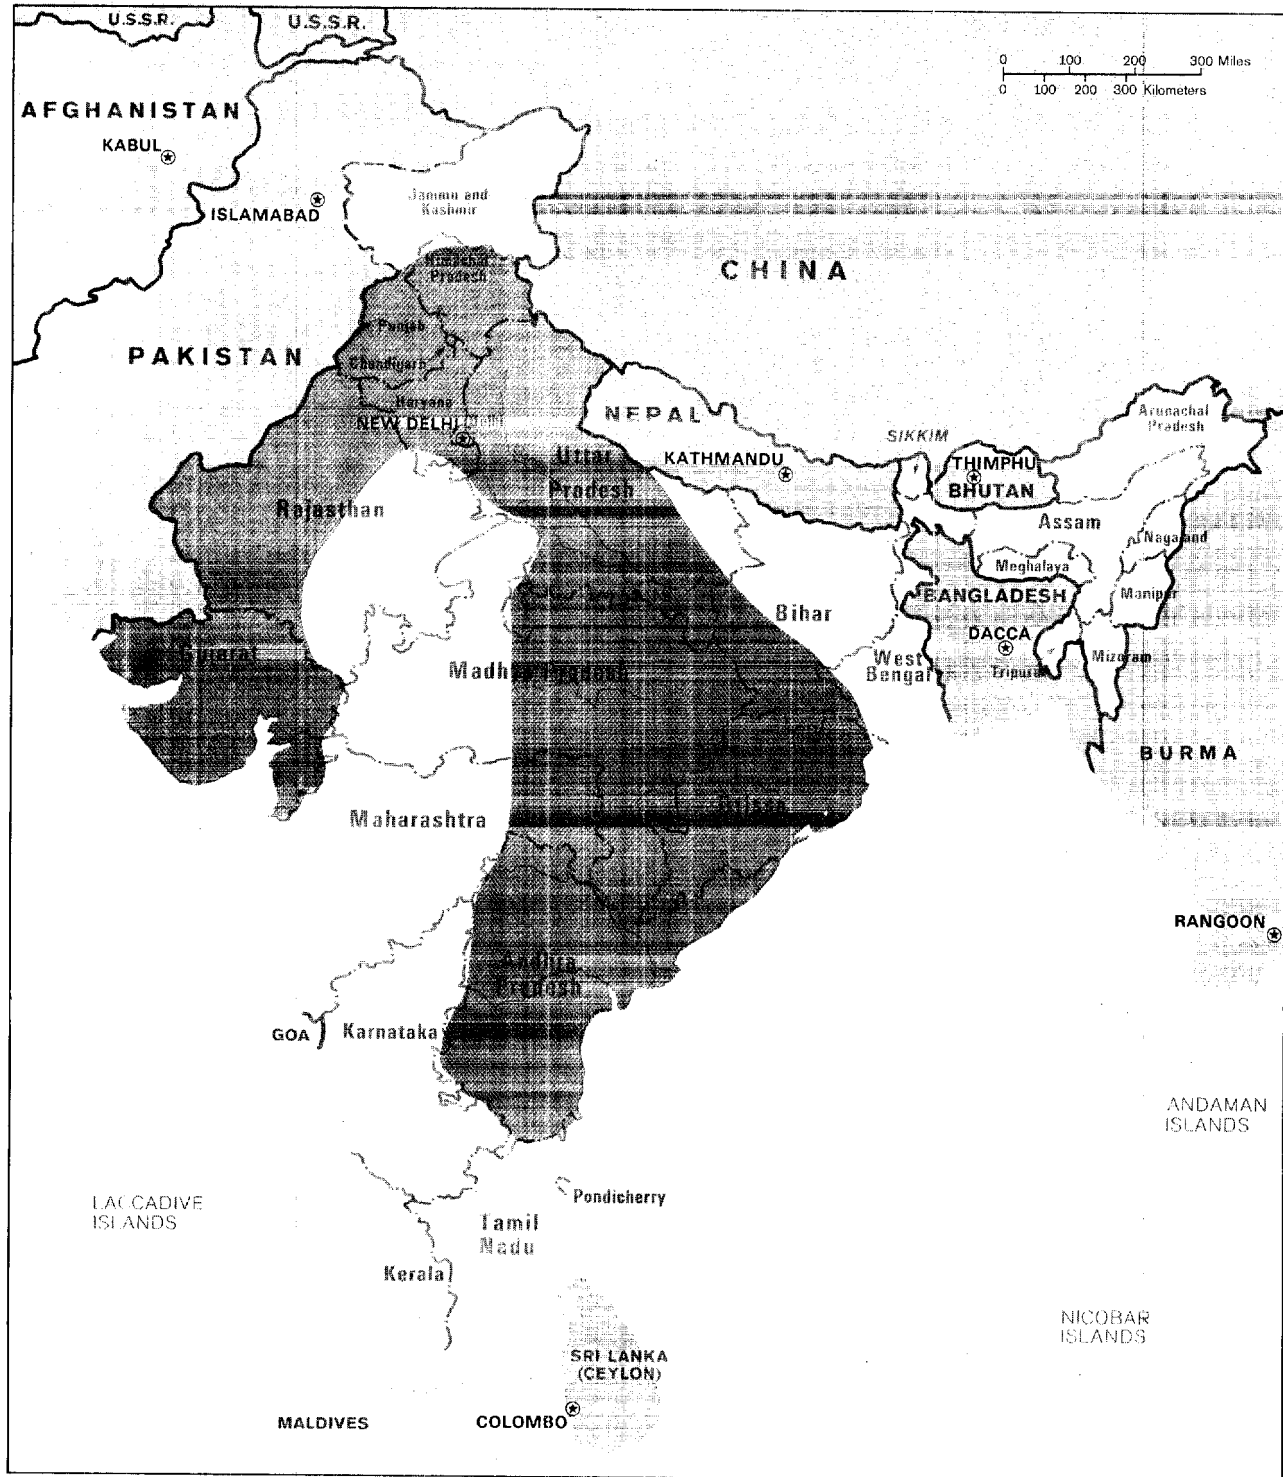 U.S.S.R.
U.S.S.R.
0 100 200 300 Miles
0 100 200 300 Kilometers
AFGHANISTAN
KABUL
ISLAMABAD
Jammu and
Kashmir
CHINA
Himachal
Pradesh
Punjab
PAKISTAN
Chandigarh
Haryana
NEW DELHI
Delhi
NEPAL
KATHMANDU
SIKKIM
THIMPHU
BHUTAN
Arunachal
Pradesh
Uttar
Pradesh
Rajasthan
Assam
Nagaland
Meghalaya
BANGLADESH
Manipur
Bihar
DACCA
Gujarat
Madhya Pradesh
West
Bengal
Tripura
Mizoram
BURMA
Maharashtra
Orissa
RANGOON
Andhra
Pradesh
GOA
Karnataka
ANDAMAN
ISLANDS
LACCADIVE
ISLANDS
Pondicherry
Tamil
Nadu
Kerala
NICOBAR
ISLANDS
SRI LANKA
(CEYLON)
MALDIVES
COLOMBO